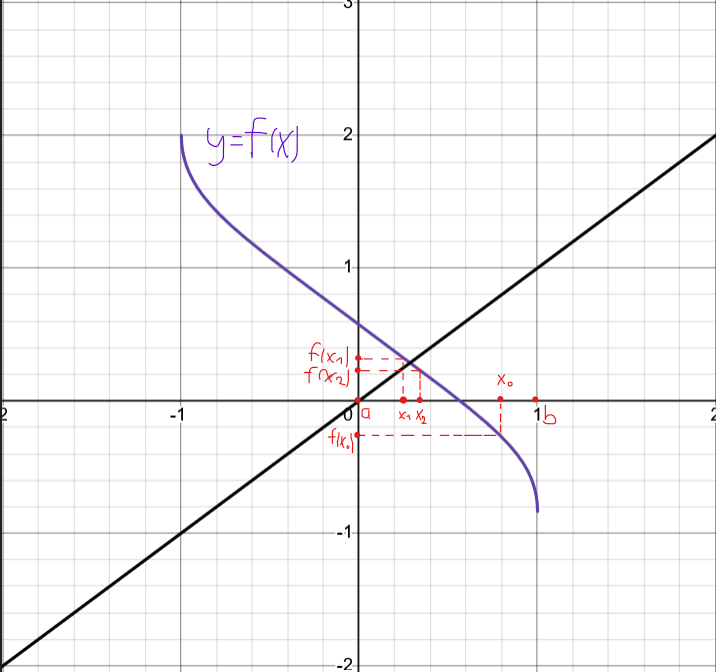 3
y=f(x)
2
1
f(x₁)
f(x₂)
x₀
2
-1
0
a
x₁
x₂
1
b
2
f(x₀)
-1
-2